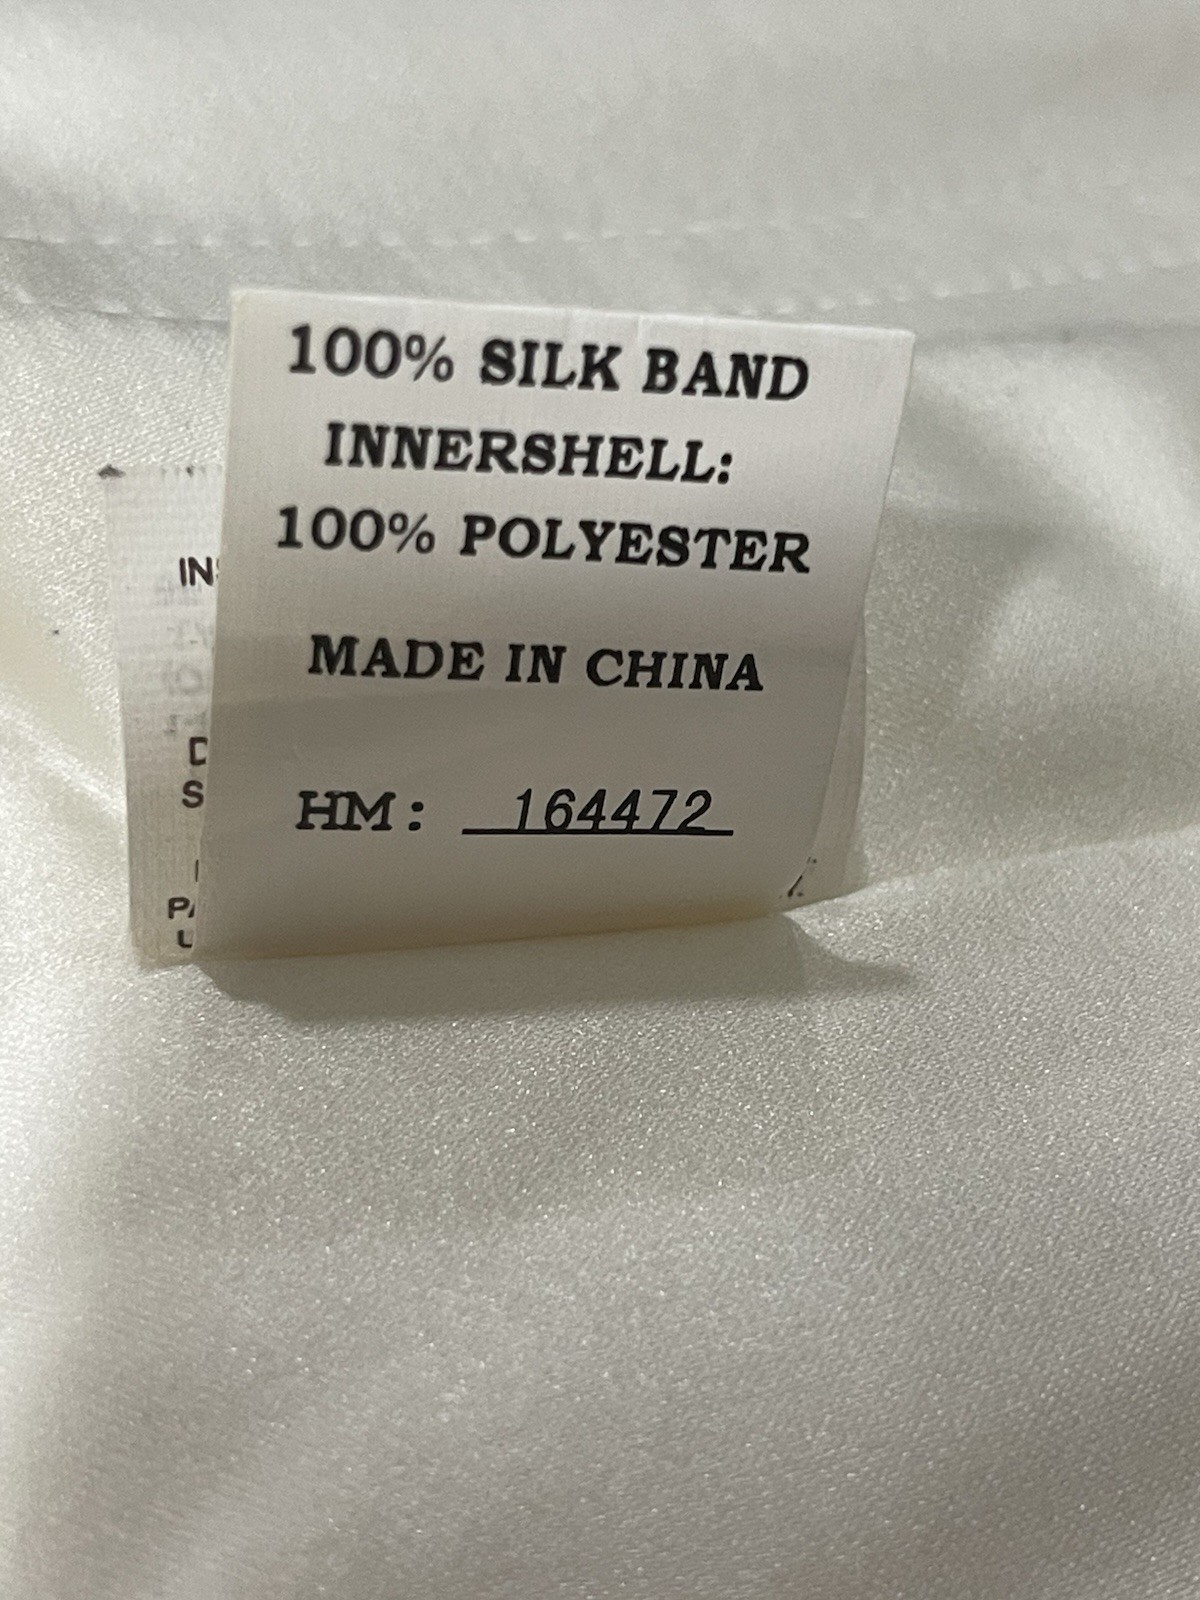 100% SILK BAND
INNERSHELL:
100% POLYESTER
MADE IN CHINA
HM: 164472